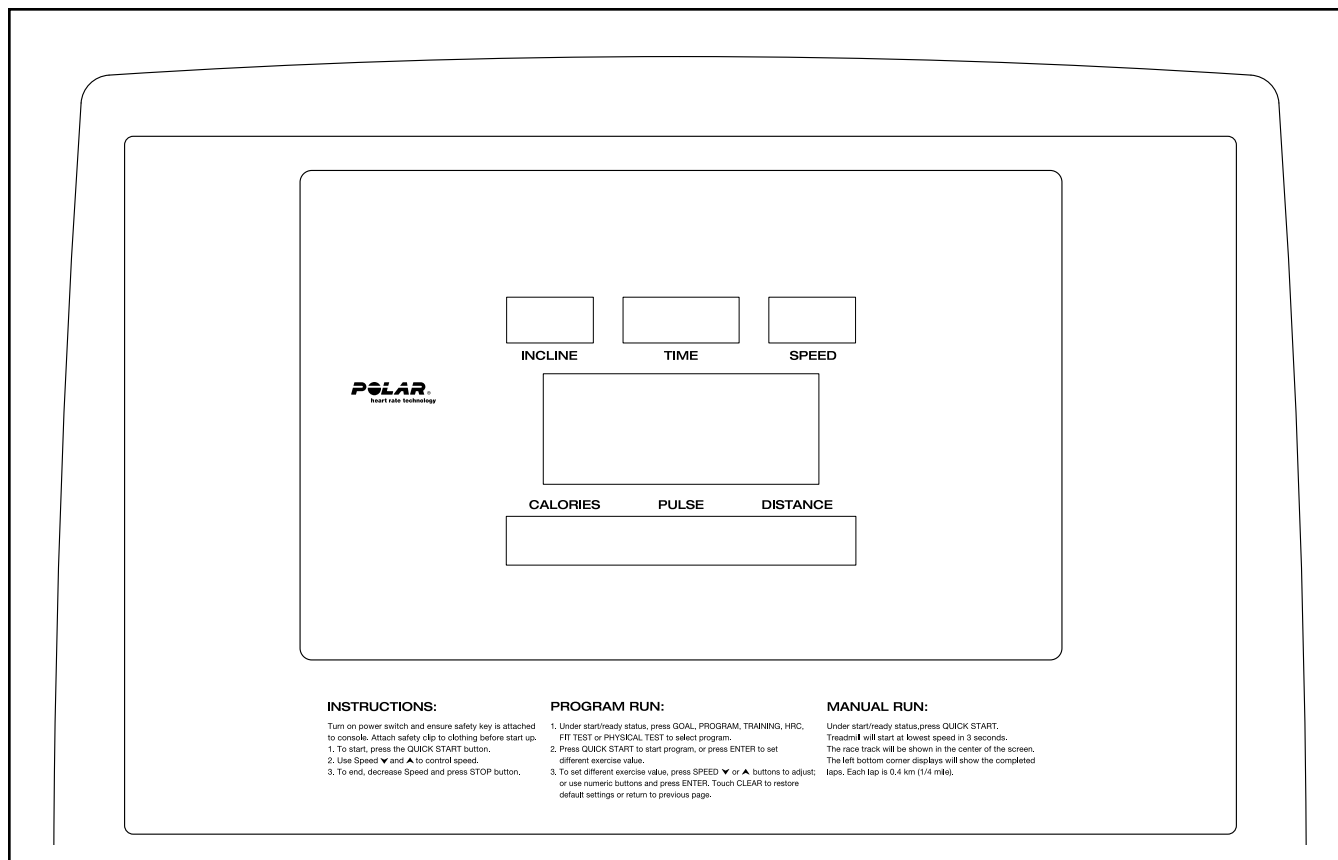 INCLINE TIME SPEED
POLAR®
heart rate technology
CALORIES PULSE DISTANCE
INSTRUCTIONS:
Turn on power switch and ensure safety key is attached
to console. Attach safety clip to clothing before start up.
1. To start, press the QUICK START button.
2. Use Speed ⮟ and ⮝ to control speed.
3. To end, decrease Speed and press STOP button.
PROGRAM RUN:
1. Under start/ready status, press GOAL, PROGRAM, TRAINING, HRC,
FIT TEST or PHYSICAL TEST to select program.
2. Press QUICK START to start program, or press ENTER to set
different exercise value.
3. To set different exercise value, press SPEED ⮟ or ⮝ buttons to adjust;
or use numeric buttons and press ENTER. Touch CLEAR to restore
default settings or return to previous page.
MANUAL RUN:
Under start/ready status,press QUICK START.
Treadmill will start at lowest speed in 3 seconds.
The race track will be shown in the center of the screen.
The left bottom corner displays will show the completed
laps. Each lap is 0.4 km (1/4 mile).